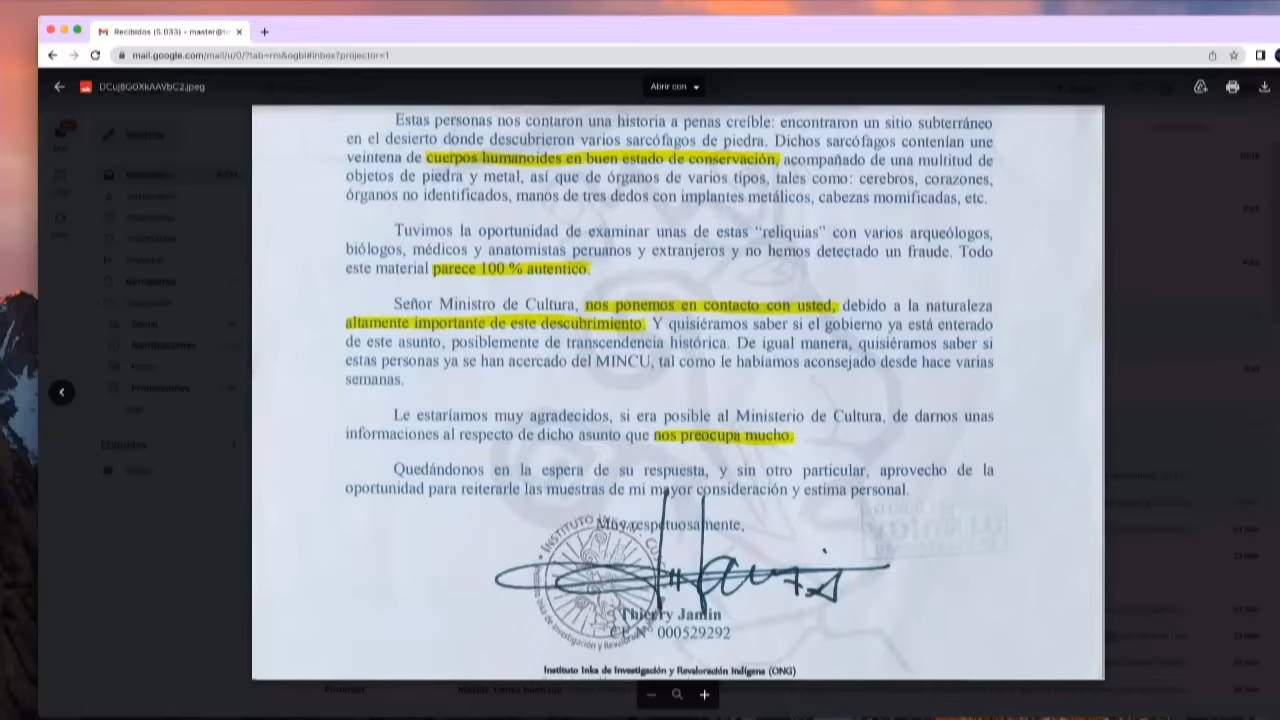 Recibidos (5.033) – master@t
mail.google.com/mail/u/0/?tab=rm&ogbl#inbox?projector=1
DCuj8G0XkAAVbC2.jpeg
Abrir con
Estas personas nos contaron una historia a penas creíble: encontraron un sitio subterráneo
en el desierto donde descubrieron varios sarcófagos de piedra. Dichos sarcófagos contenían une
veintena de cuerpos humanoides en buen estado de conservación, acompañado de una multitud de
objetos de piedra y metal, así que de órganos de varios tipos, tales como: cerebros, corazones,
órganos no identificados, manos de tres dedos con implantes metálicos, cabezas momificadas, etc.
Tuvimos la oportunidad de examinar unas de estas "reliquias" con varios arqueólogos,
biólogos, médicos y anatomistas peruanos y extranjeros y no hemos detectado un fraude. Todo
este material parece 100 % autentico.
Señor Ministro de Cultura, nos ponemos en contacto con usted, debido a la naturaleza
altamente importante de este descubrimiento. Y quisiéramos saber si el gobierno ya está enterado
de este asunto, posiblemente de transcendencia histórica. De igual manera, quisiéramos saber si
estas personas ya se han acercado del MINCU, tal como le habíamos aconsejado desde hace varias
semanas.
Le estaríamos muy agradecidos, si era posible al Ministerio de Cultura, de darnos unas
informaciones al respecto de dicho asunto que nos preocupa mucho.
Quedándonos en la espera de su respuesta, y sin otro particular, aprovecho de la
oportunidad para reiterarle las muestras de mi mayor consideración y estima personal.
Muy respetuosamente,
Thierry Jamin
CE N° 000529292
Instituto Inka de Investigación y Revaloración Indígena (ONG)
Etiquetas